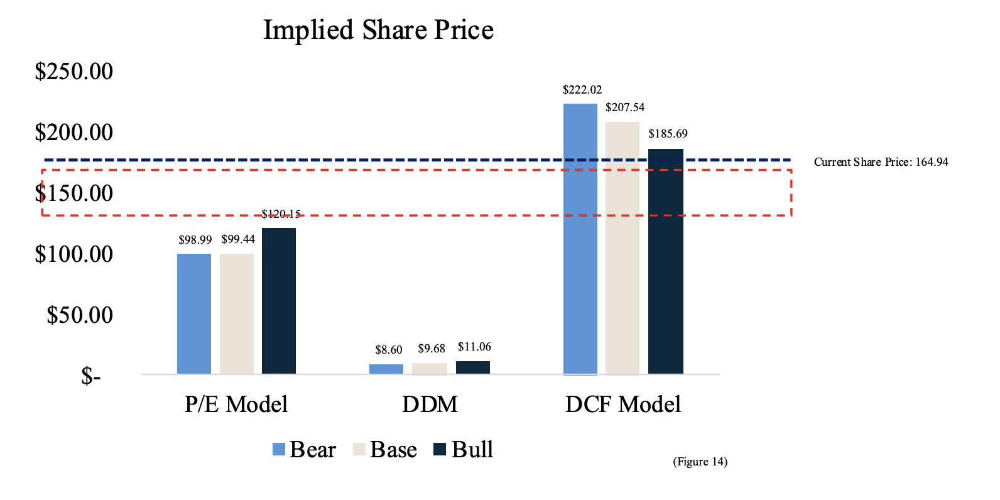 Implied Share Price
$250.00
$222.02
$207.54
$200.00
$185.69
Current Share Price: 164.94
$150.00
$120.15
$98.99 $99.44
$100.00
$50.00
$8.60 $9.68 $11.06
$-
P/E Model DDM DCF Model
Bear Base Bull
(Figure 14)